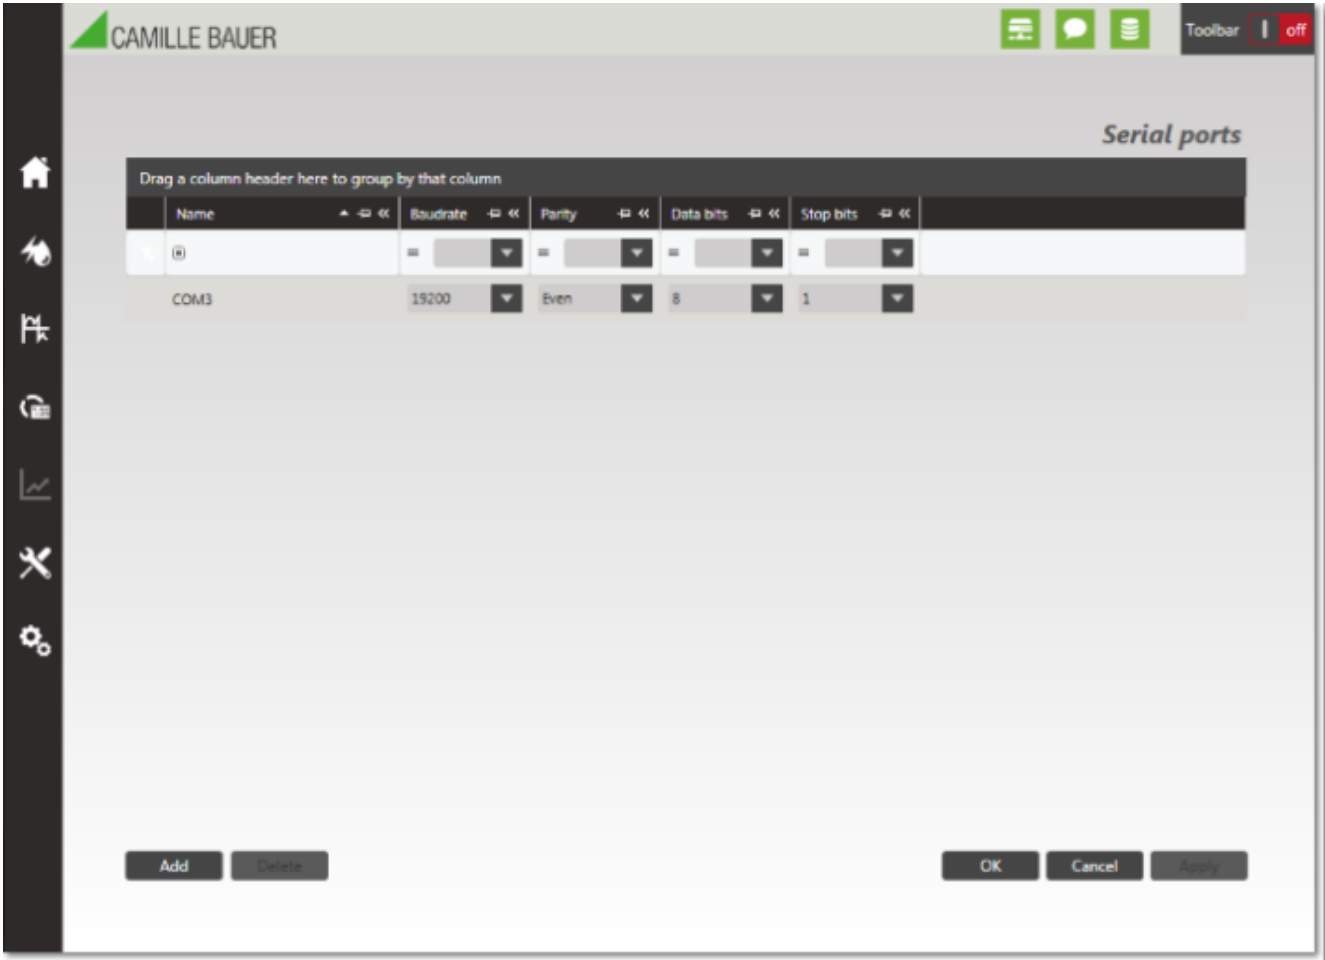 CAMILLE BAUER
Toolbar off
Serial ports
Drag a column header here to group by that column
Name Baudrate Parity Data bits Stop bits
= = = =
COM3 19200 Even 8 1
Add Delete OK Cancel Apply